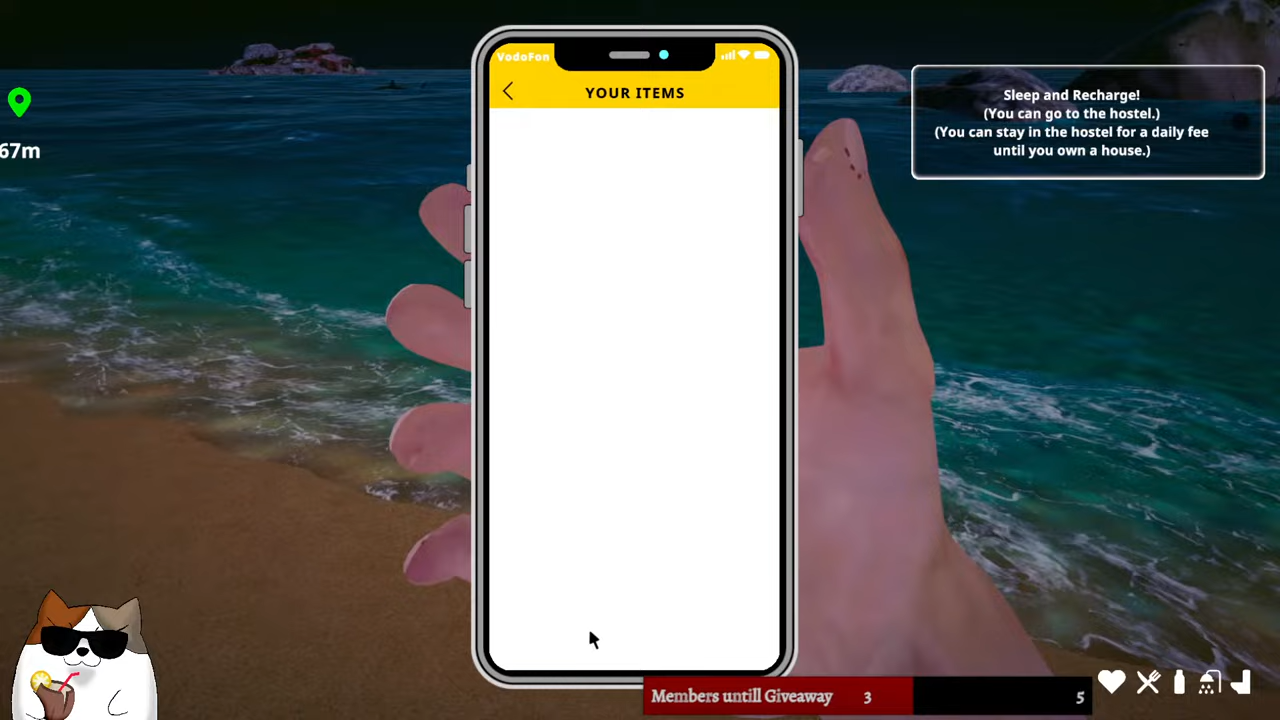 VodoFon
YOUR ITEMS
67m
Sleep and Recharge!
(You can go to the hostel.)
(You can stay in the hostel for a daily fee
until you own a house.)
Members untill Giveaway 3 5